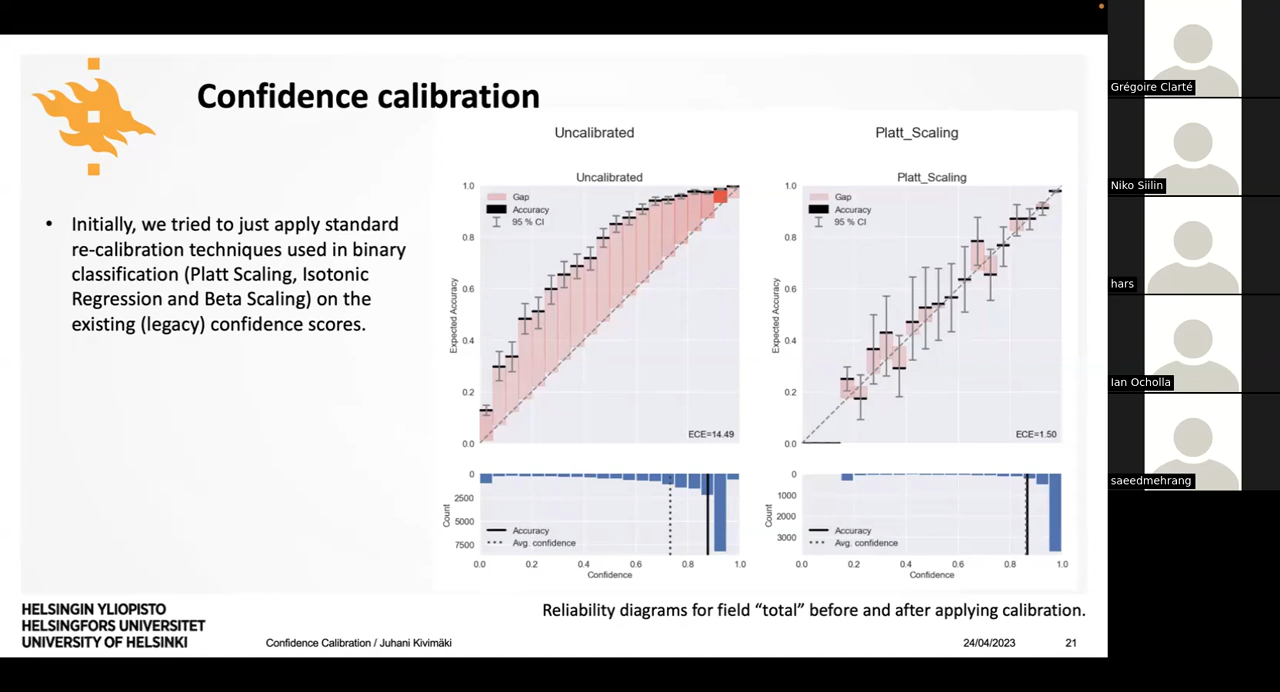 Confidence calibration
• Initially, we tried to just apply standard
re-calibration techniques used in binary
classification (Platt Scaling, Isotonic
Regression and Beta Scaling) on the
existing (legacy) confidence scores.
Uncalibrated
Uncalibrated
Gap
Accuracy
95 % CI
Expected Accuracy
1.0
0.8
0.6
0.4
0.2
0.0
ECE=14.49
Count
0
2500
5000
7500
Accuracy
Avg. confidence
0.0 0.2 0.4 0.6 0.8 1.0
Confidence
Platt_Scaling
Platt_Scaling
Gap
Accuracy
95 % CI
Expected Accuracy
1.0
0.8
0.6
0.4
0.2
0.0
ECE=1.50
Count
0
1000
2000
3000
Accuracy
Avg. confidence
0.0 0.2 0.4 0.6 0.8 1.0
Confidence
Reliability diagrams for field “total” before and after applying calibration.
HELSINGIN YLIOPISTO
HELSINGFORS UNIVERSITET
UNIVERSITY OF HELSINKI
Confidence Calibration / Juhani Kivimäki
24/04/2023
21
Grégoire Clarté
Niko Siilin
hars
Ian Ocholla
saeedmehrang